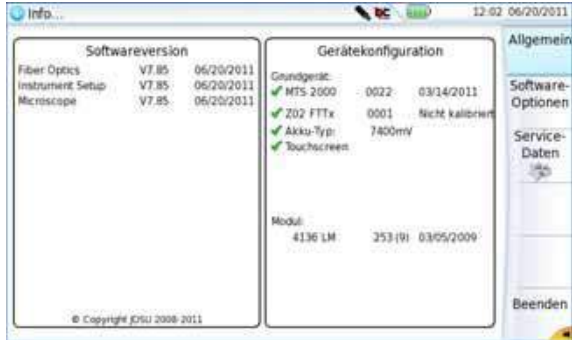 Info... DC 12:02 06/20/2011
Softwareversion
Fiber Optics V7.85 06/20/2011
Instrument Setup V7.85 06/20/2011
Microscope V7.85 06/20/2011
© Copyright JDSU 2008-2011
Gerätekonfiguration
Grundgerät:
MTS 2000 0022 03/14/2011
Z02 FTTx 0001 Nicht kalibriert
Akku-Typ: 7400mV
Touchscreen
Modul:
4136 LM 253 (9) 03/05/2009
Allgemein
Software-
Optionen
Service-
Daten
Beenden